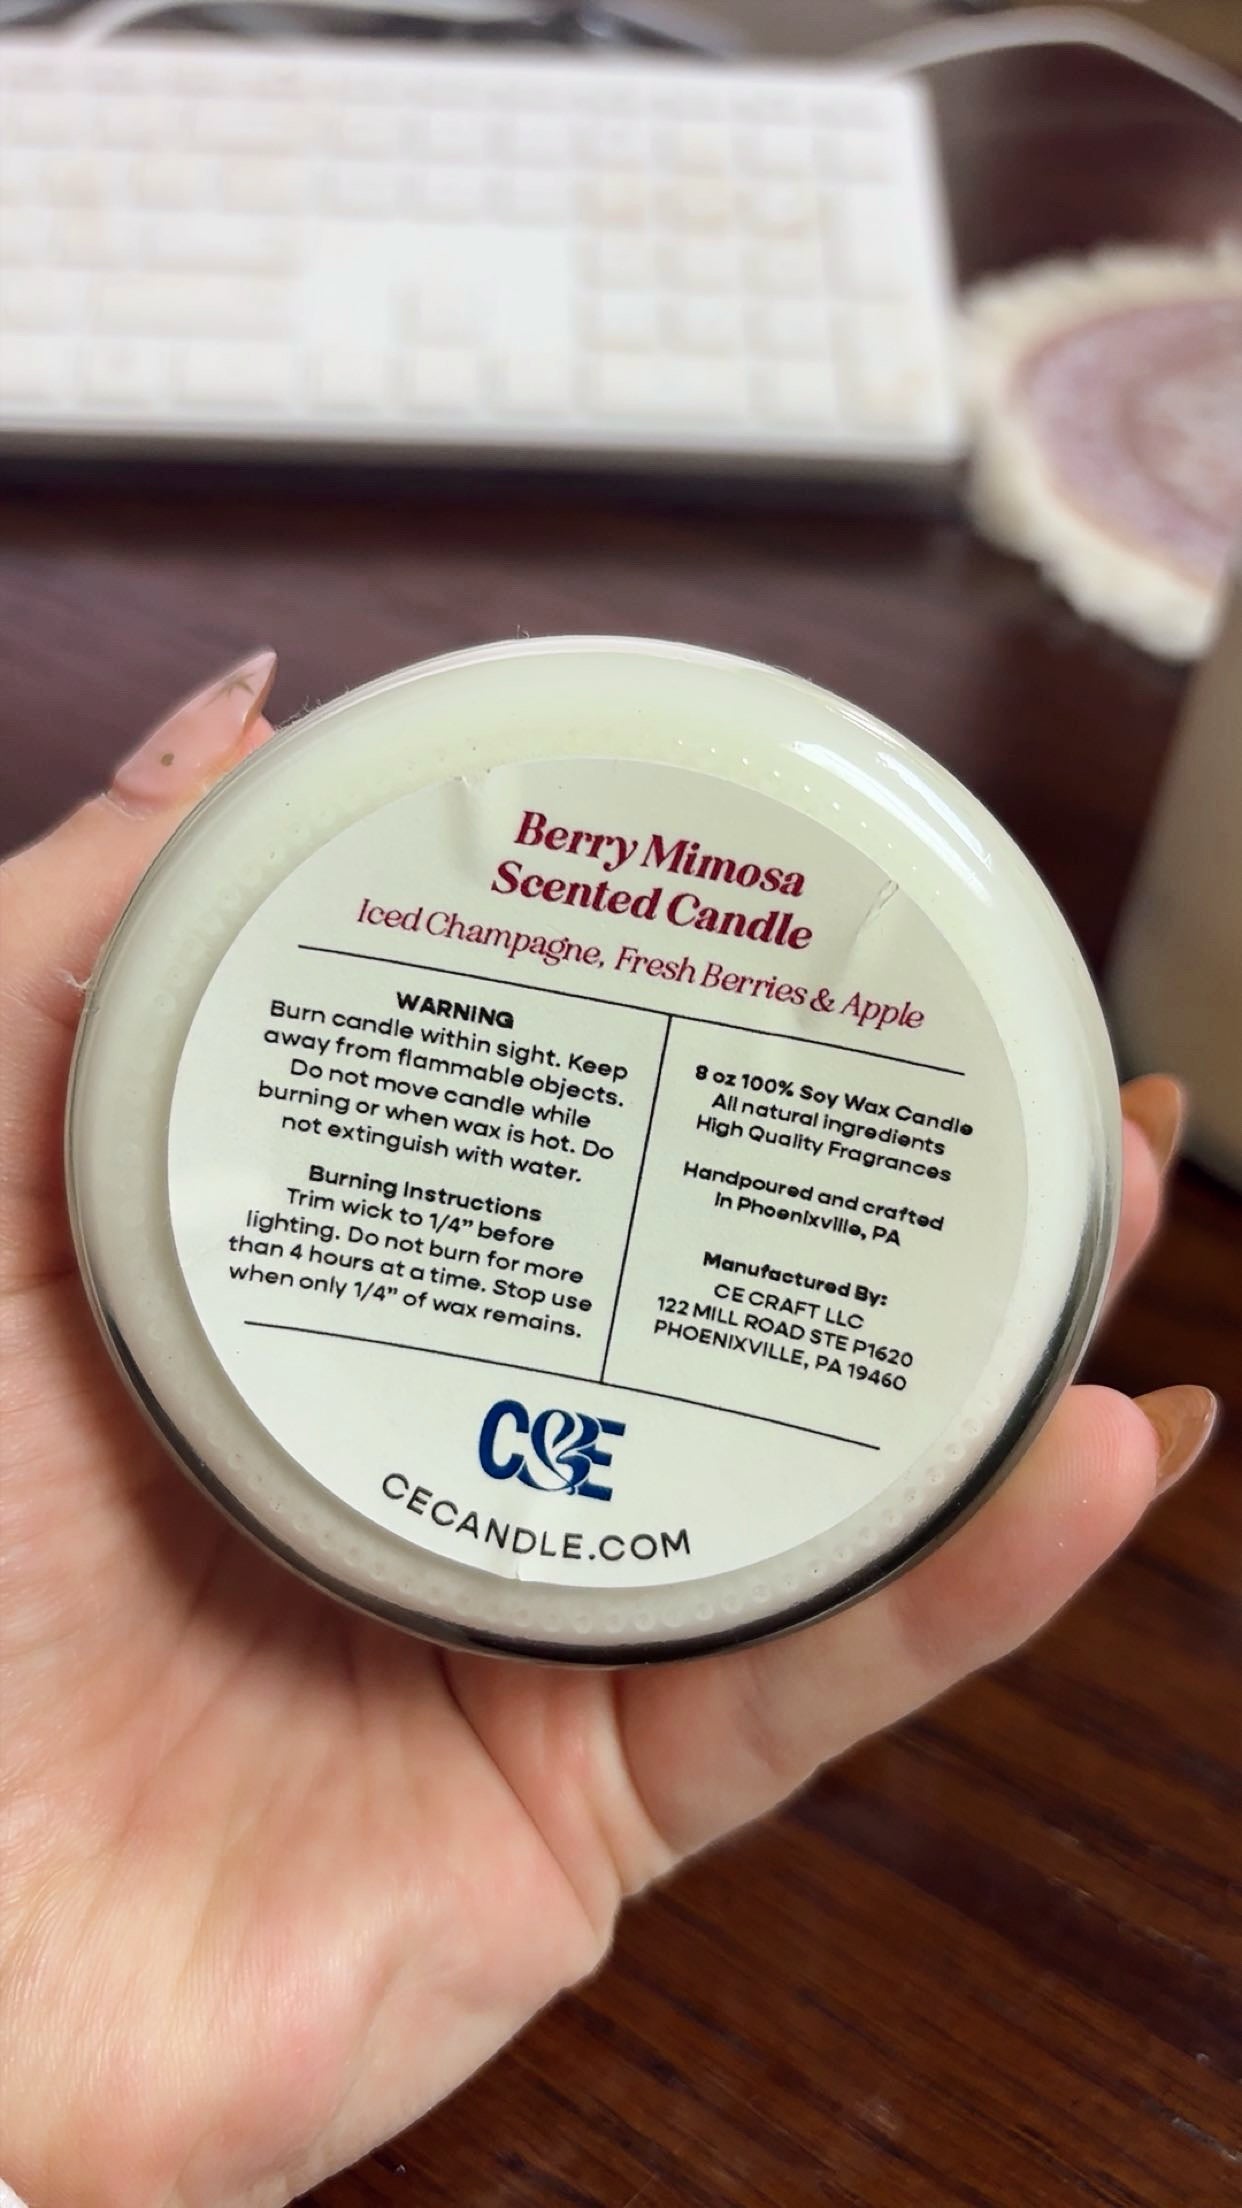 Berry Mimosa
Scented Candle
Iced Champagne, Fresh Berries & Apple
WARNING
Burn candle within sight. Keep
away from flammable objects.
Do not move candle while
burning or when wax is hot. Do
not extinguish with water.
Burning Instructions
Trim wick to 1/4" before
lighting. Do not burn for more
than 4 hours at a time. Stop use
when only 1/4" of wax remains.
8 oz 100% Soy Wax Candle
All natural ingredients
High Quality Fragrances
Handpoured and crafted
in Phoenixville, PA
Manufactured By:
CE CRAFT LLC
122 MILL ROAD STE P1620
PHOENIXVILLE, PA 19460
C&E
CECANDLE.COM